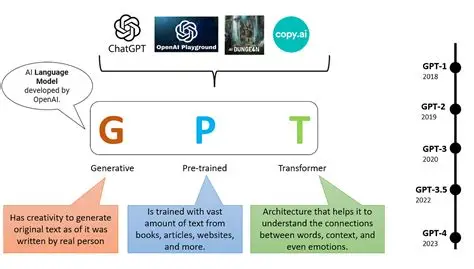 ChatGPT
OpenAI Playground
AI DUNGEON
copy.ai
AI Language
Model
developed by
OpenAI.
G P T
Generative
Pre-trained
Transformer
Has creativity to generate
original text as of it was
written by real person
Is trained with vast
amount of text from
books, articles, websites,
and more.
Architecture that helps it to
understand the connections
between words, context, and
even emotions.
GPT-1
2018
GPT-2
2019
GPT-3
2020
GPT-3.5
2022
GPT-4
2023